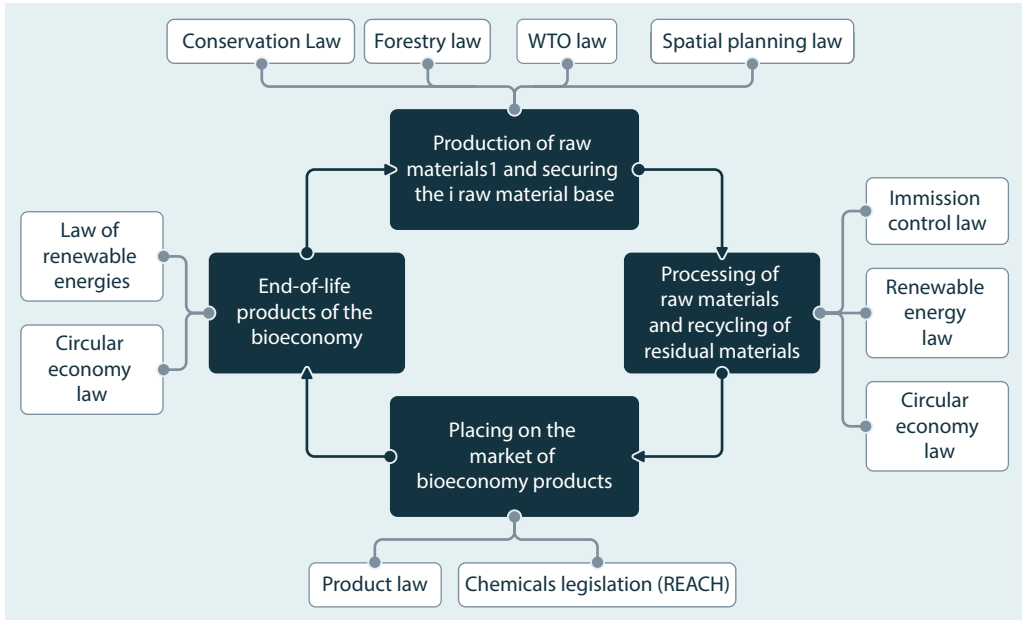 Conservation Law
Forestry law
WTO law
Spatial planning law
Production of raw
materials1 and securing
the i raw material base
Immission
control law
Law of
renewable
energies
End-of-life
products of the
bioeconomy
Processing of
raw materials
and recycling of
residual materials
Renewable
energy
law
Circular
economy
law
Circular
economy
law
Placing on the
market of
bioeconomy products
Product law
Chemicals legislation (REACH)